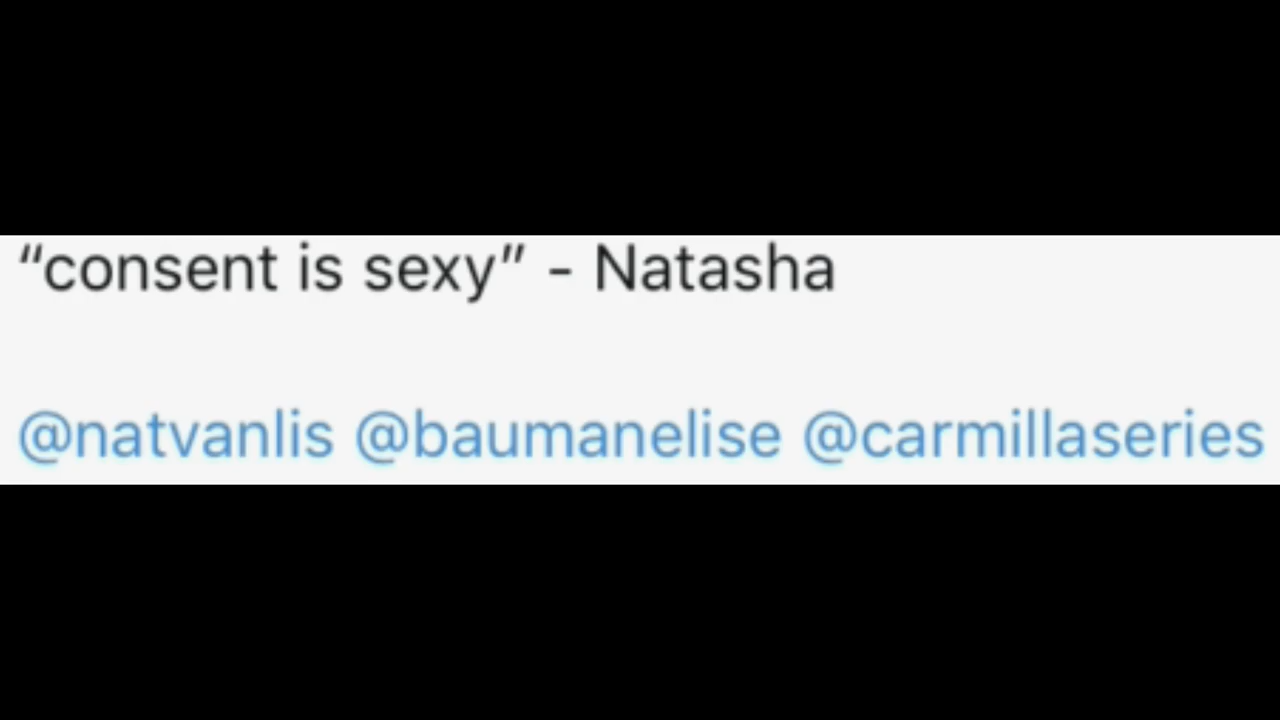 “consent is sexy” - Natasha
@natvanlis @baumanelise @carmillaseries